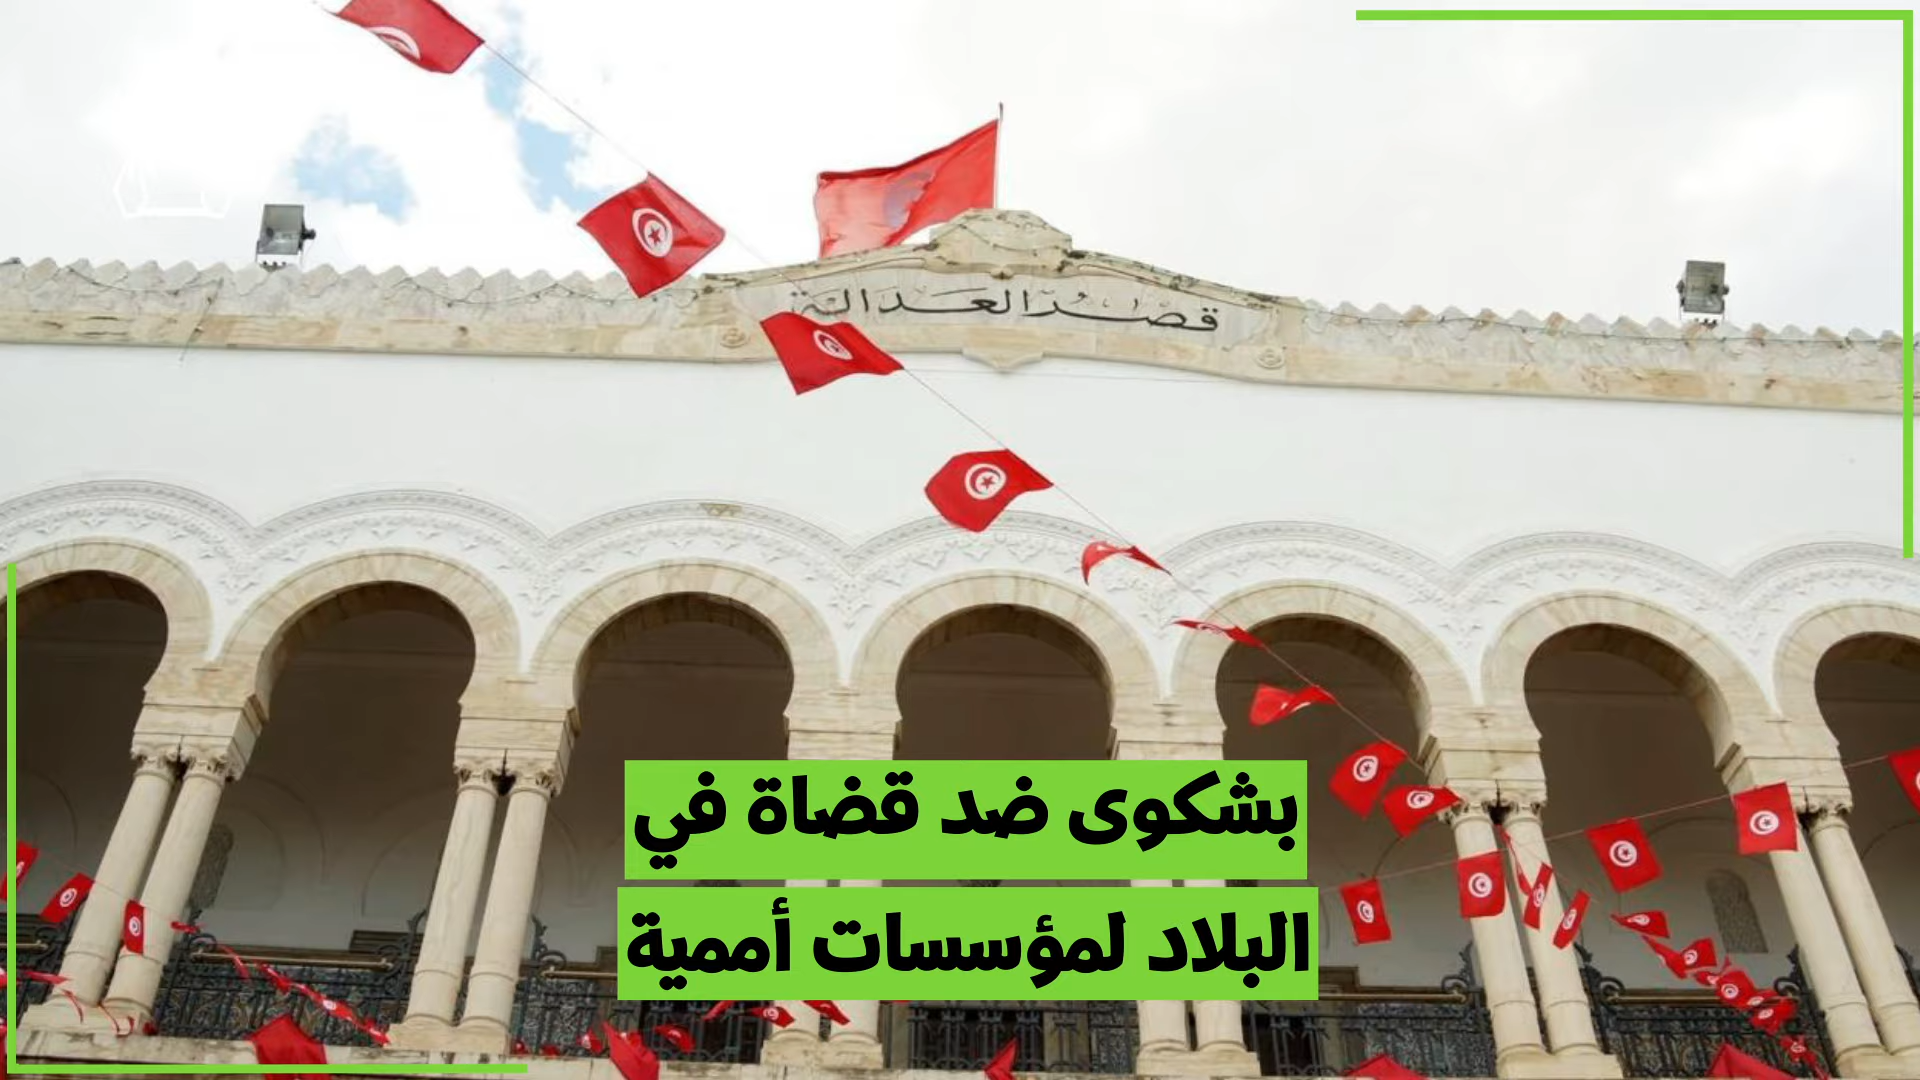 قصر العدالة
بشكوى ضد قضاة في
البلاد لمؤسسات أممية